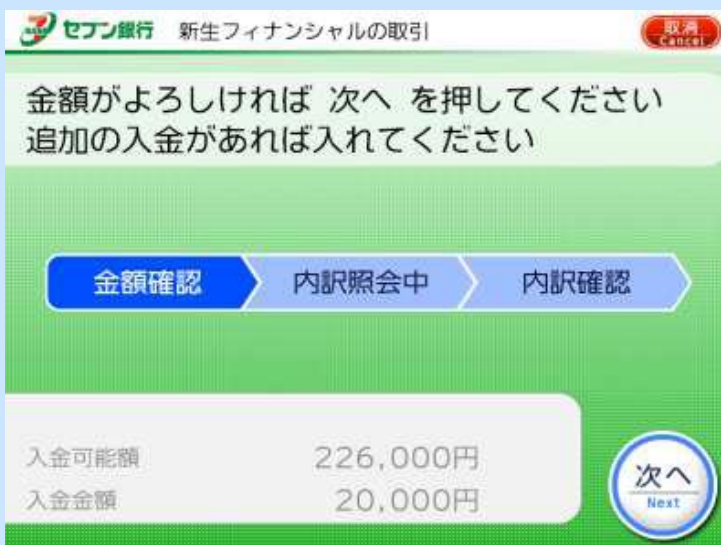 セブン銀行 新生フィナンシャルの取引
取消
Cancel
金額がよろしければ 次へ を押してください
追加の入金があれば入れてください
金額確認 内訳照会中 内訳確認
入金可能額 226,000円
入金金額 20,000円
次へ
Next